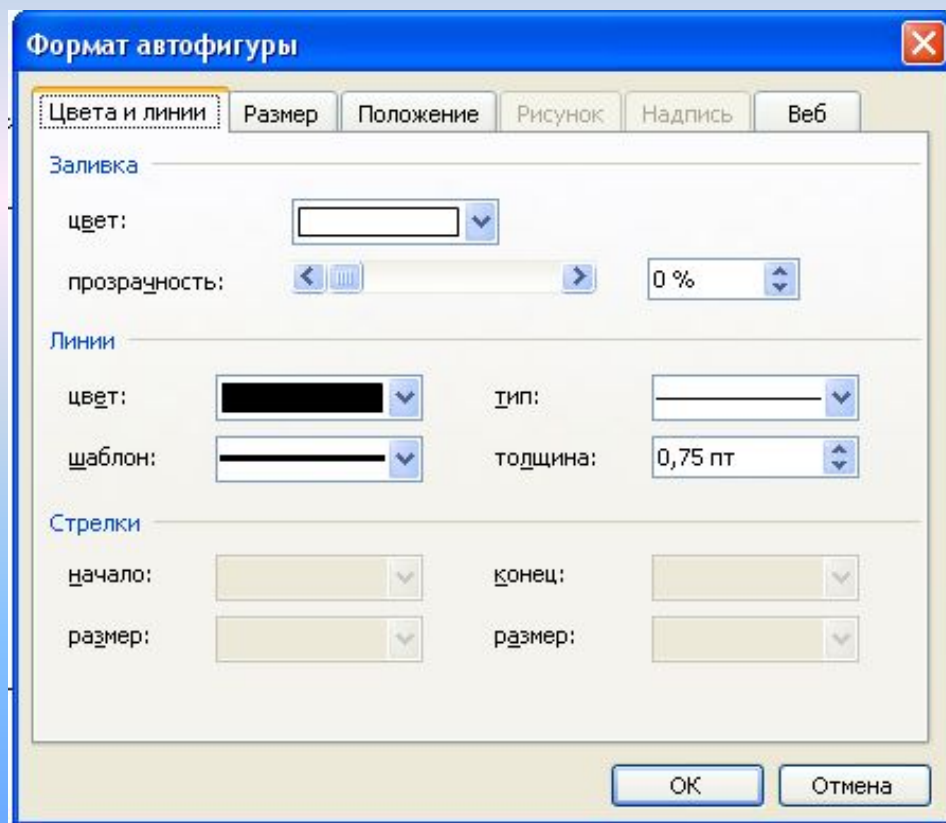 Формат автофигуры
Цвета и линии Размер Положение Рисунок Надпись Веб
Заливка
цвет:
прозрачность: 0 %
Линии
цвет: тип:
шаблон: толщина: 0,75 пт
Стрелки
начало: конец:
размер: размер:
ОК Отмена